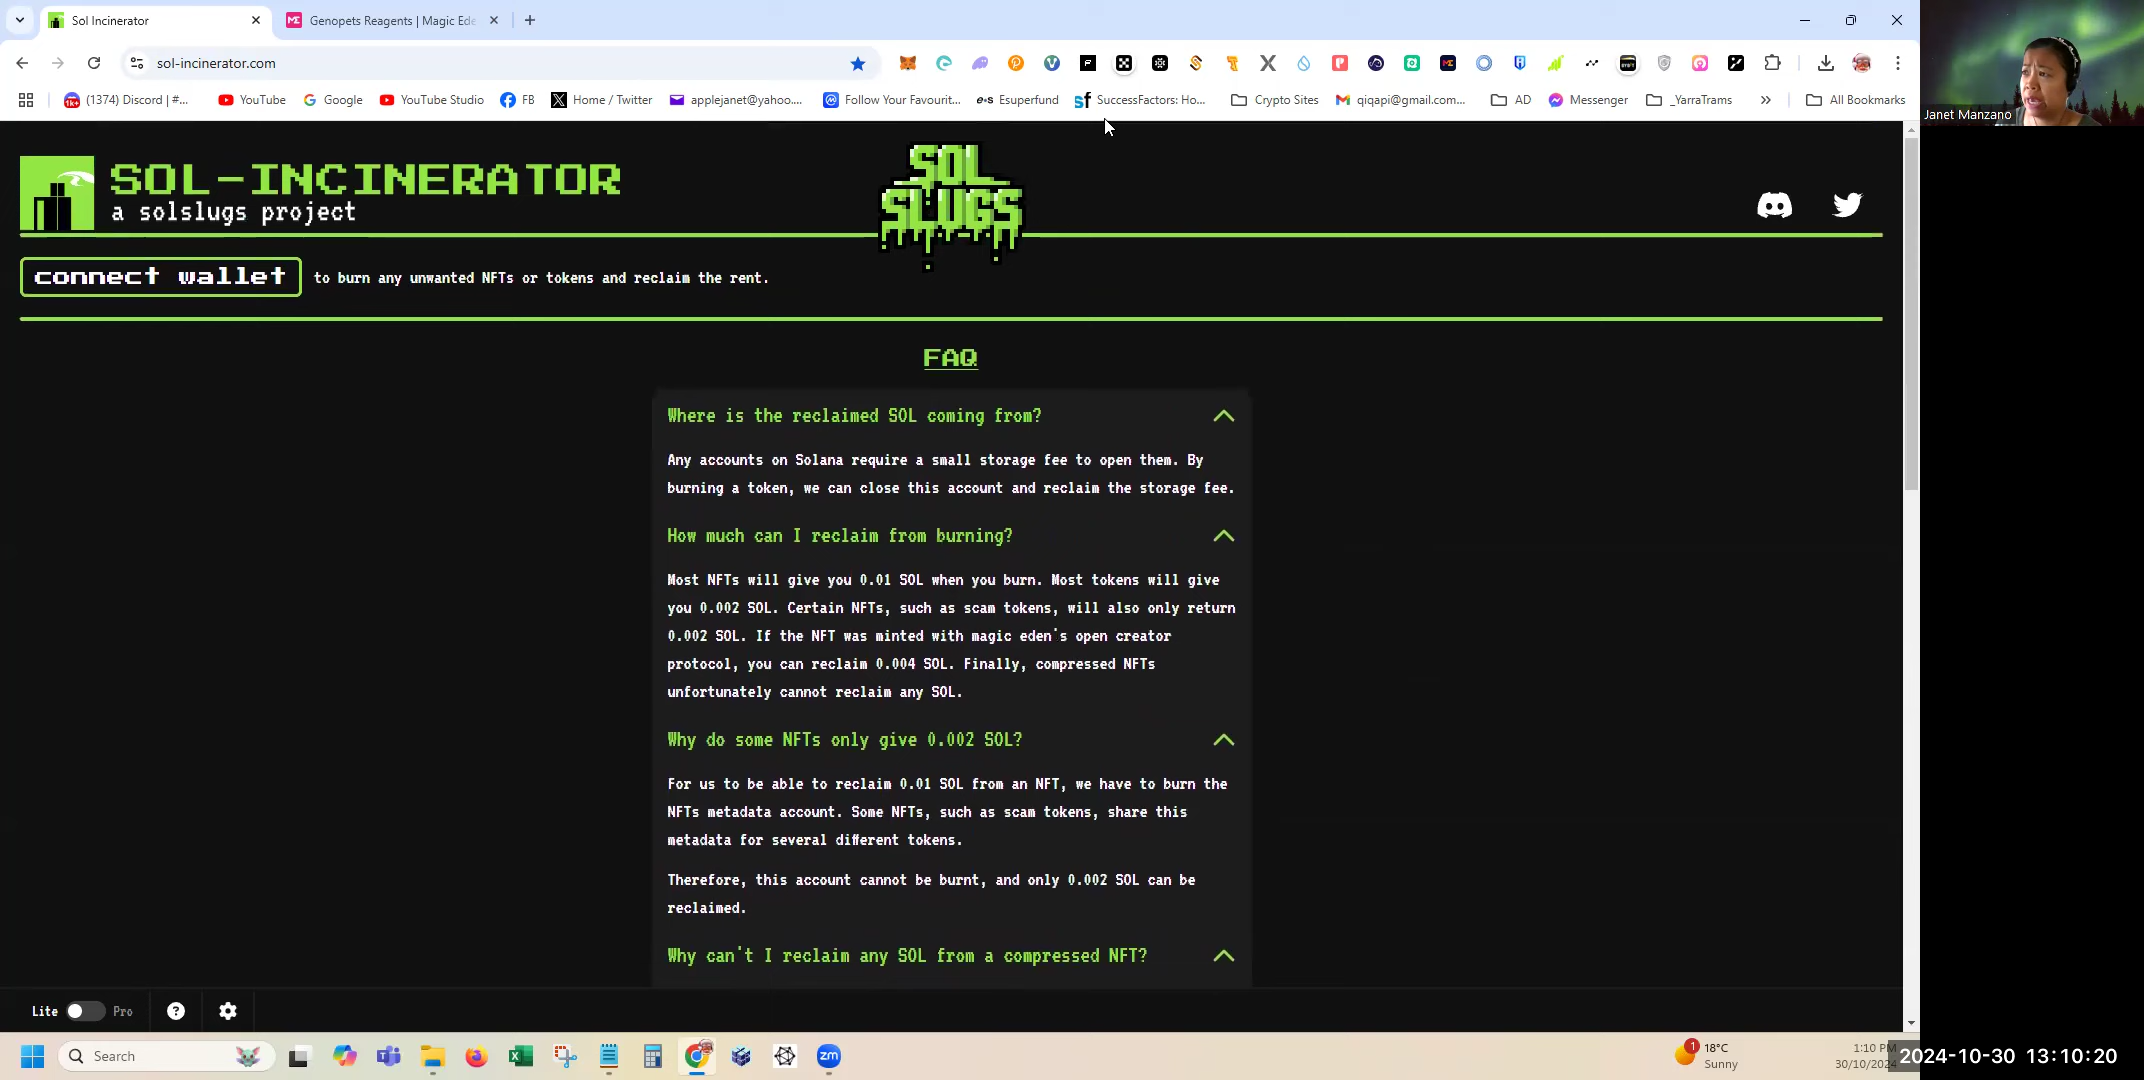 Sol Incinerator
Genopets Reagents | Magic Ede
sol-incinerator.com
(1374) Discord | #...
YouTube
Google
YouTube Studio
FB
Home / Twitter
applejanet@yahoo....
Follow Your Favourit...
Esuperfund
SuccessFactors: Ho...
Crypto Sites
qiqapi@gmail.com...
AD
Messenger
_YarraTrams
All Bookmarks
Janet Manzano
SOL-INCINERATOR
a solslugs project
SOL
SLUGS
connect wallet to burn any unwanted NFTs or tokens and reclaim the rent.
FAQ
Where is the reclaimed SOL coming from?
Any accounts on Solana require a small storage fee to open them. By
burning a token, we can close this account and reclaim the storage fee.
How much can I reclaim from burning?
Most NFTs will give you 0.01 SOL when you burn. Most tokens will give
you 0.002 SOL. Certain NFTs, such as scam tokens, will also only return
0.002 SOL. If the NFT was minted with magic eden's open creator
protocol, you can reclaim 0.004 SOL. Finally, compressed NFTs
unfortunately cannot reclaim any SOL.
Why do some NFTs only give 0.002 SOL?
For us to be able to reclaim 0.01 SOL from an NFT, we have to burn the
NFTs metadata account. Some NFTs, such as scam tokens, share this
metadata for several different tokens.
Therefore, this account cannot be burnt, and only 0.002 SOL can be
reclaimed.
Why can't I reclaim any SOL from a compressed NFT?
Lite
Pro
Search
zm
1
18°C
Sunny
1:10 PM
30/10/2024
2024-10-30 13:10:20